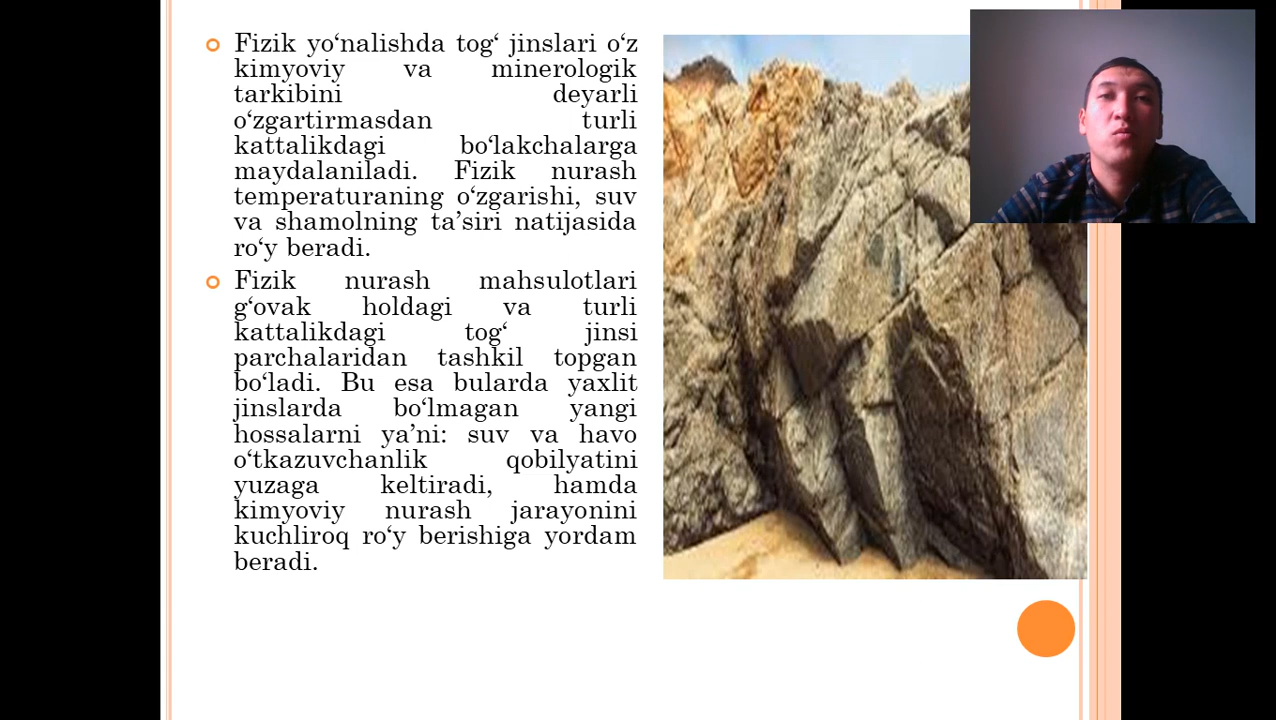 Fizik yo‘nalishda tog‘ jinslari o‘z
kimyoviy va minerologik
tarkibini deyarli
o‘zgartirmasdan turli
kattalikdagi bo‘lakchalarga
maydalaniladi. Fizik nurash
temperaturaning o‘zgarishi, suv
va shamolning ta’siri natijasida
ro‘y beradi.
Fizik nurash mahsulotlari
g‘ovak holdagi va turli
kattalikdagi tog‘ jinsi
parchalaridan tashkil topgan
bo‘ladi. Bu esa bularda yaxlit
jinslarda bo‘lmagan yangi
hossalarni ya’ni: suv va havo
o‘tkazuvchanlik qobilyatini
yuzaga keltiradi, hamda
kimyoviy nurash jarayonini
kuchliroq ro‘y berishiga yordam
beradi.